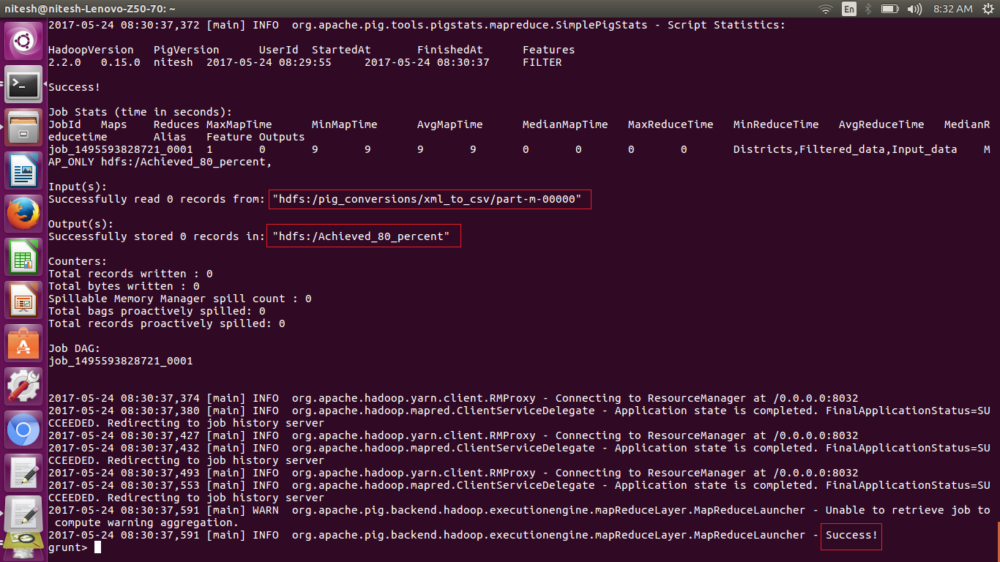 nitesh@nitesh-Lenovo-Z50-70: ~ En 8:32 AM
2017-05-24 08:30:37,372 [main] INFO  org.apache.pig.tools.pigstats.mapreduce.SimplePigStats - Script Statistics:
HadoopVersion   PigVersion      UserId  StartedAt       FinishedAt      Features
2.2.0   0.15.0  nitesh  2017-05-24 08:29:55     2017-05-24 08:30:37     FILTER
Success!
Job Stats (time in seconds):
JobId   Maps    Reduces MaxMapTime      MinMapTime      AvgMapTime      MedianMapTime   MaxReduceTime   MinReduceTime   AvgReduceTime   MedianR
educetime       Alias   Feature Outputs
job_1495593828721_0001  1       0       9       9       9       9       0       0       0       0       Districts,Filtered_data,Input_data    M
AP_ONLY hdfs:/Achieved_80_percent,
Input(s):
Successfully read 0 records from: "hdfs:/pig_conversions/xml_to_csv/part-m-00000"
Output(s):
Successfully stored 0 records in: "hdfs:/Achieved_80_percent"
Counters:
Total records written : 0
Total bytes written : 0
Spillable Memory Manager spill count : 0
Total bags proactively spilled: 0
Total records proactively spilled: 0
Job DAG:
job_1495593828721_0001
2017-05-24 08:30:37,374 [main] INFO  org.apache.hadoop.yarn.client.RMProxy - Connecting to ResourceManager at /0.0.0.0:8032
2017-05-24 08:30:37,380 [main] INFO  org.apache.hadoop.mapred.ClientServiceDelegate - Application state is completed. FinalApplicationStatus=SU
CCEEDED. Redirecting to job history server
2017-05-24 08:30:37,427 [main] INFO  org.apache.hadoop.yarn.client.RMProxy - Connecting to ResourceManager at /0.0.0.0:8032
2017-05-24 08:30:37,432 [main] INFO  org.apache.hadoop.mapred.ClientServiceDelegate - Application state is completed. FinalApplicationStatus=SU
CCEEDED. Redirecting to job history server
2017-05-24 08:30:37,493 [main] INFO  org.apache.hadoop.yarn.client.RMProxy - Connecting to ResourceManager at /0.0.0.0:8032
2017-05-24 08:30:37,553 [main] INFO  org.apache.hadoop.mapred.ClientServiceDelegate - Application state is completed. FinalApplicationStatus=SU
CCEEDED. Redirecting to job history server
2017-05-24 08:30:37,591 [main] WARN  org.apache.pig.backend.hadoop.executionengine.mapReduceLayer.MapReduceLauncher - Unable to retrieve job to
 compute warning aggregation.
2017-05-24 08:30:37,591 [main] INFO  org.apache.pig.backend.hadoop.executionengine.mapReduceLayer.MapReduceLauncher - Success!
grunt>